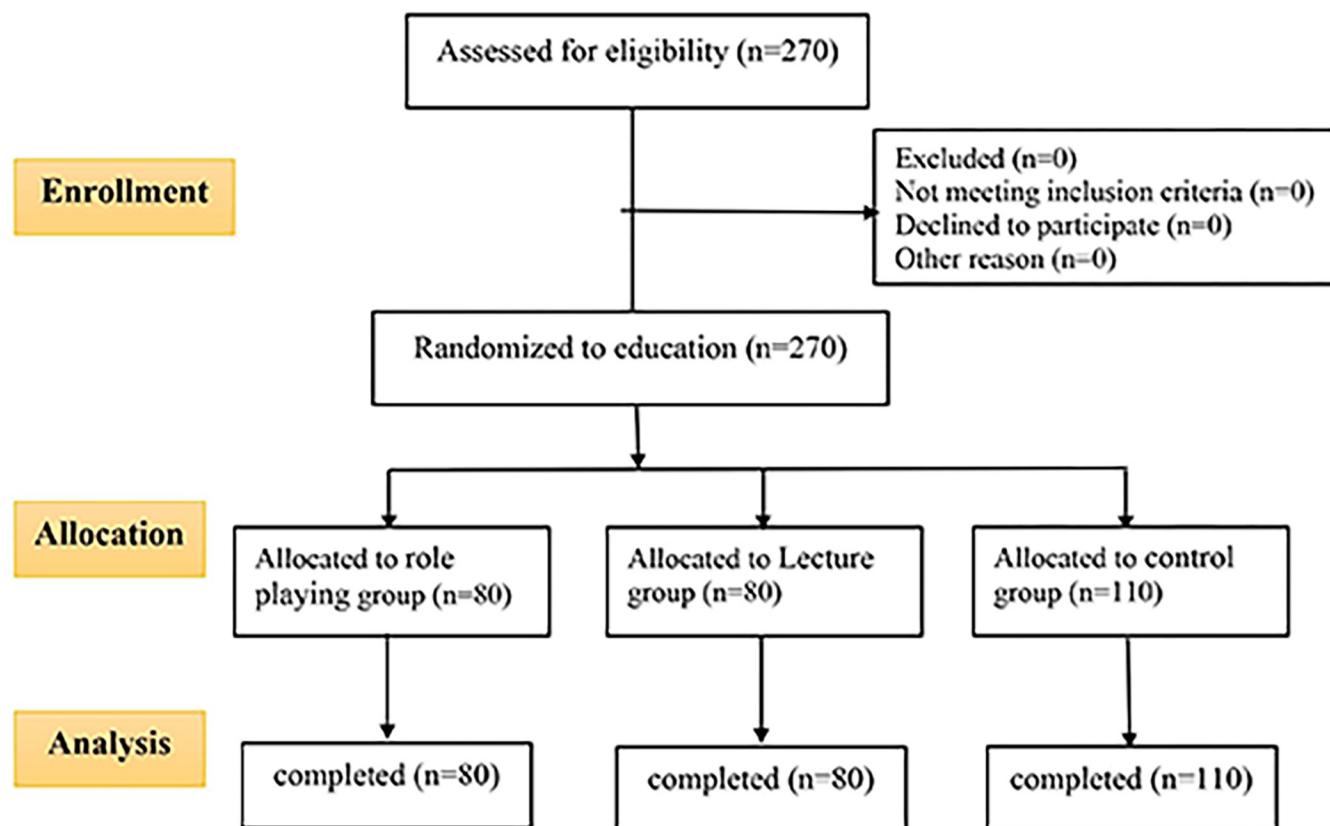 Assessed for eligibility (n=270)
Enrollment
Excluded (n=0)
Not meeting inclusion criteria (n=0)
Declined to participate (n=0)
Other reason (n=0)
Randomized to education (n=270)
Allocation
Allocated to role
playing group (n=80)
Allocated to Lecture
group (n=80)
Allocated to control
group (n=110)
Analysis
completed (n=80)
completed (n=80)
completed (n=110)